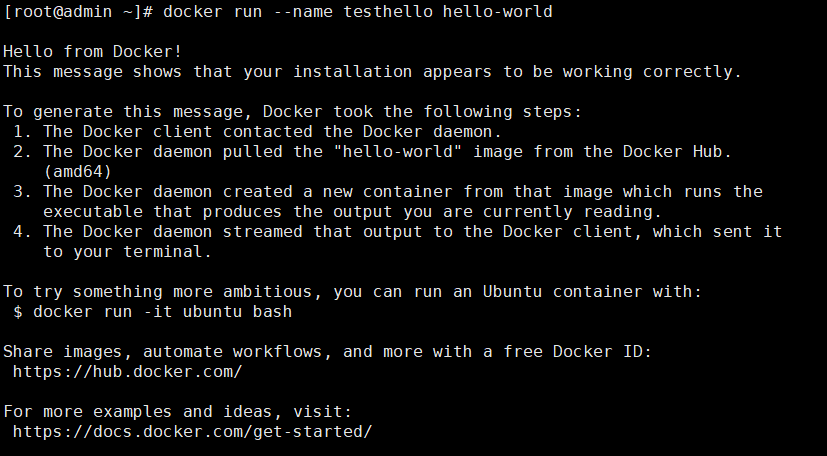 [root@admin ~]# docker run --name testhello hello-world
Hello from Docker!
This message shows that your installation appears to be working correctly.
To generate this message, Docker took the following steps:
1. The Docker client contacted the Docker daemon.
2. The Docker daemon pulled the "hello-world" image from the Docker Hub.
(amd64)
3. The Docker daemon created a new container from that image which runs the
executable that produces the output you are currently reading.
4. The Docker daemon streamed that output to the Docker client, which sent it
to your terminal.
To try something more ambitious, you can run an Ubuntu container with:
$ docker run -it ubuntu bash
Share images, automate workflows, and more with a free Docker ID:
https://hub.docker.com/
For more examples and ideas, visit:
https://docs.docker.com/get-started/